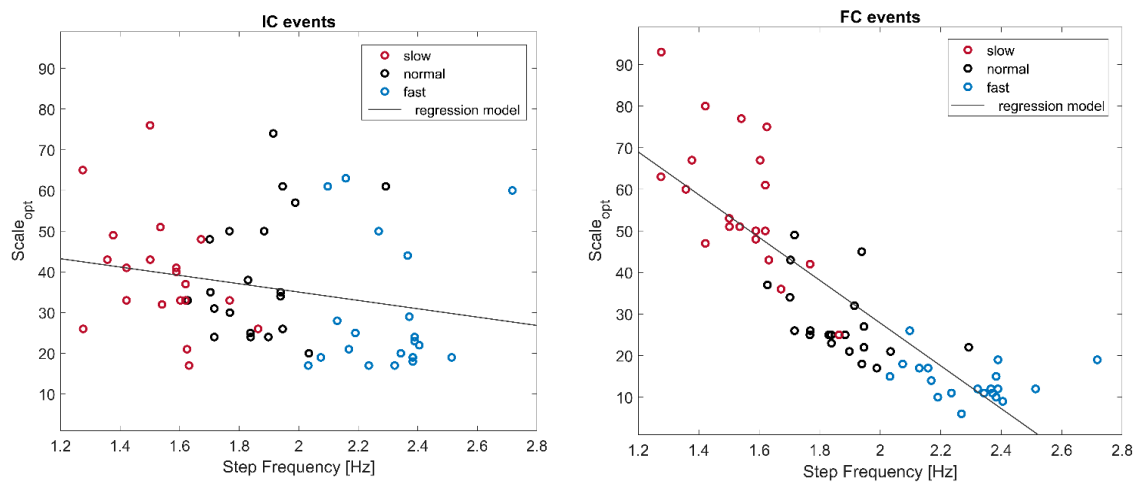 IC events
slow
normal
fast
regression model
90
80
70
60
50
40
30
20
10
Scale_opt
1.2 1.4 1.6 1.8 2 2.2 2.4 2.6 2.8
Step Frequency [Hz]
FC events
slow
normal
fast
regression model
90
80
70
60
50
40
30
20
10
Scale_opt
1.2 1.4 1.6 1.8 2 2.2 2.4 2.6 2.8
Step Frequency [Hz]